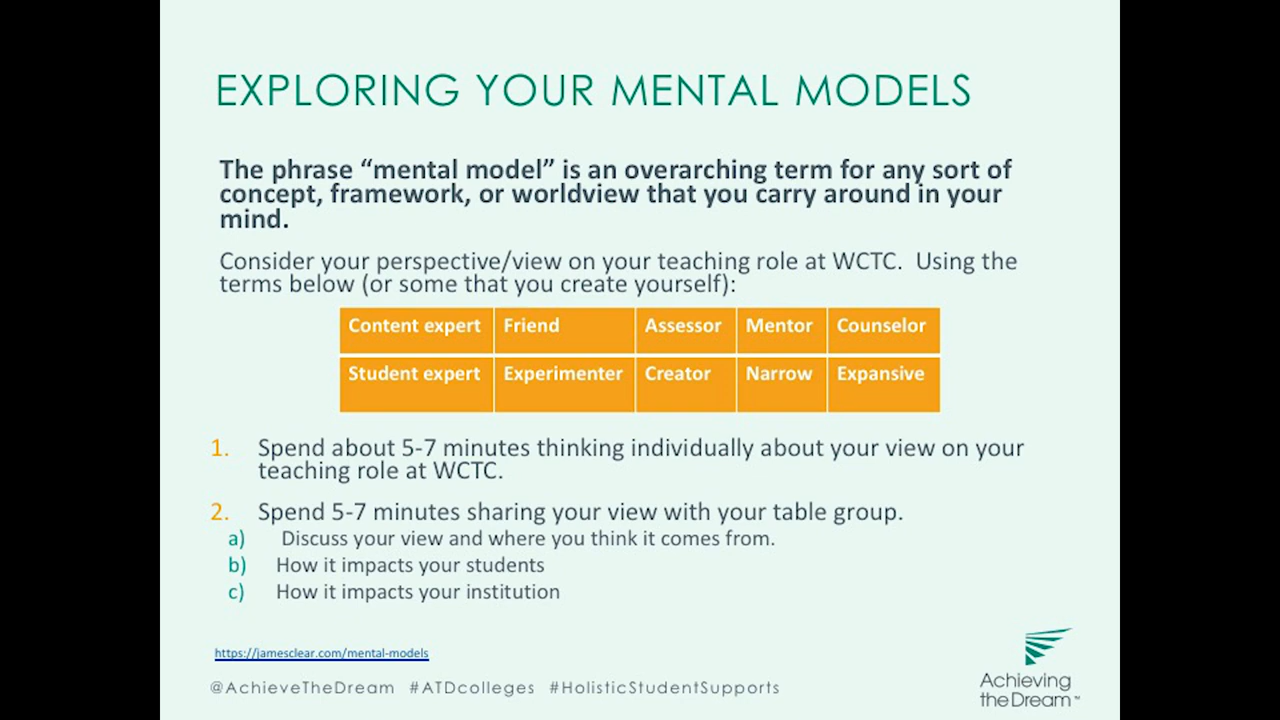 EXPLORING YOUR MENTAL MODELS
The phrase “mental model” is an overarching term for any sort of
concept, framework, or worldview that you carry around in your
mind.
Consider your perspective/view on your teaching role at WCTC.  Using the
terms below (or some that you create yourself):
Content expert Friend Assessor Mentor Counselor
Student expert Experimenter Creator Narrow Expansive
1. Spend about 5-7 minutes thinking individually about your view on your
teaching role at WCTC.
2. Spend 5-7 minutes sharing your view with your table group.
a) Discuss your view and where you think it comes from.
b) How it impacts your students
c) How it impacts your institution
https://jamesclear.com/mental-models
@AchieveTheDream #ATDcolleges #HolisticStudentSupports
Achieving
the Dream™